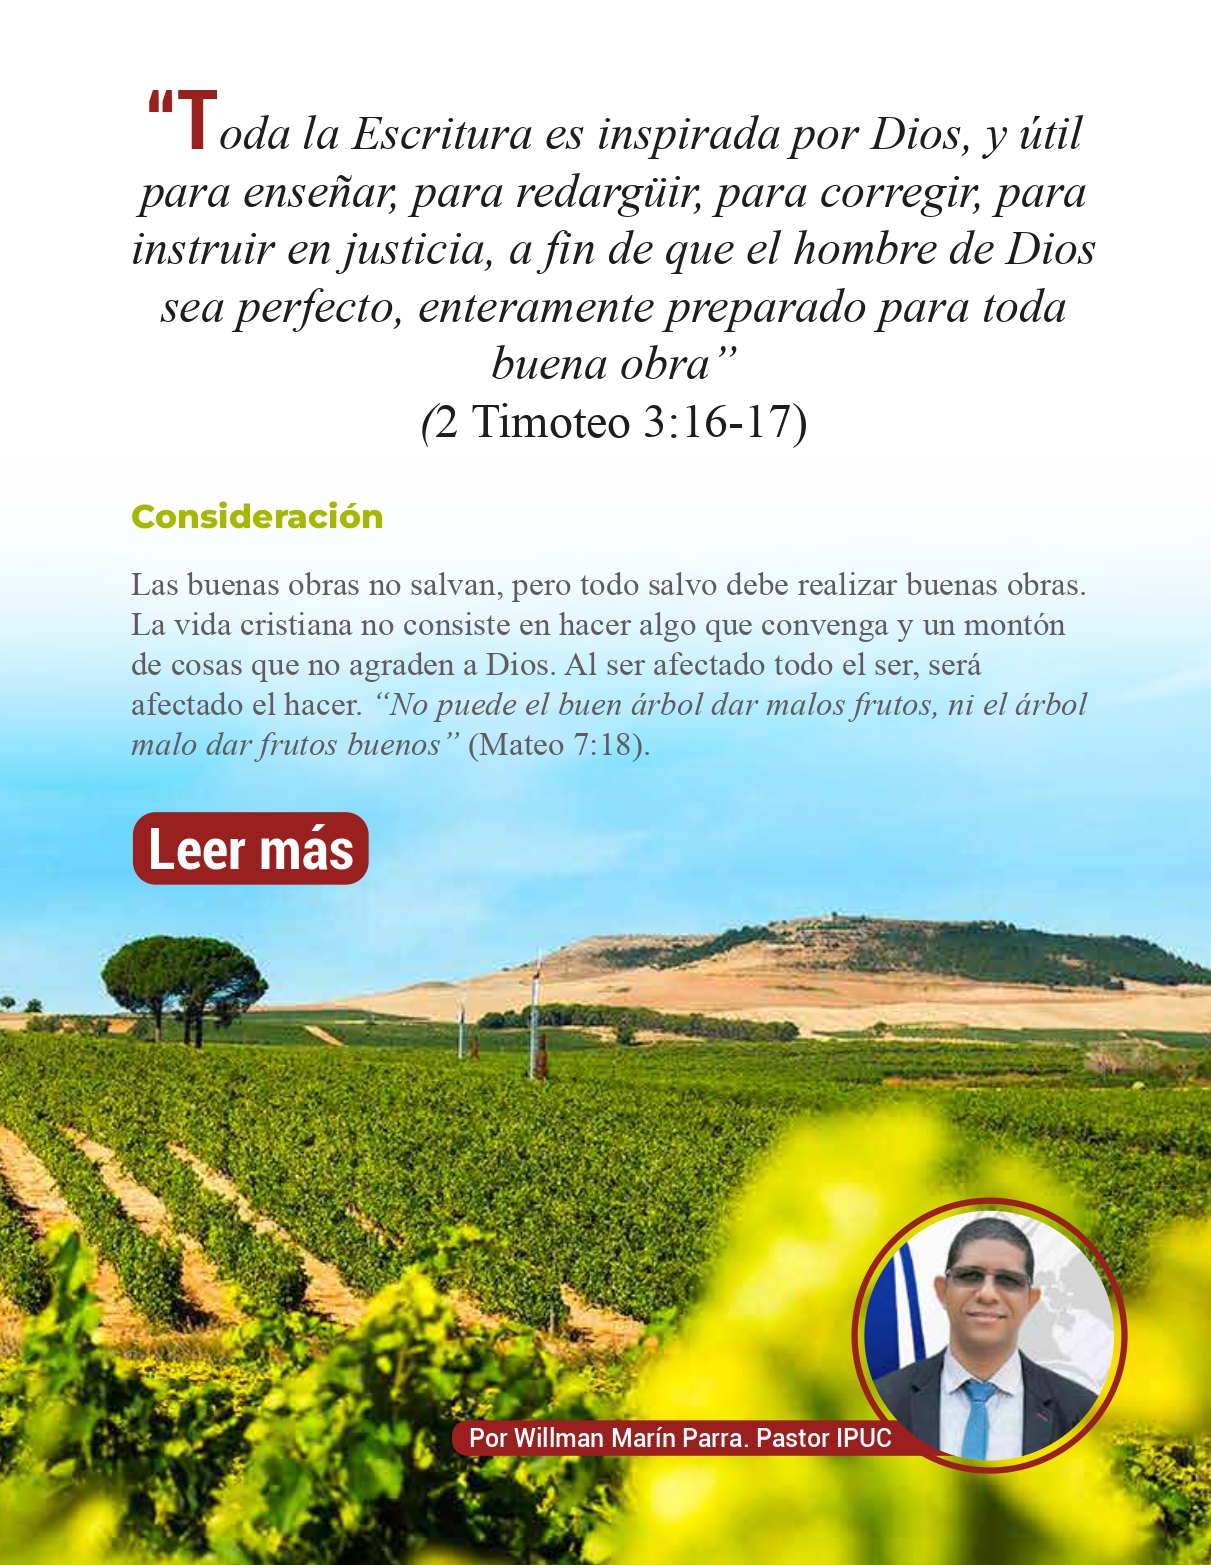 “Toda la Escritura es inspirada por Dios, y útil
para enseñar, para redargüir, para corregir, para
instruir en justicia, a fin de que el hombre de Dios
sea perfecto, enteramente preparado para toda
buena obra”
(2 Timoteo 3:16-17)
Consideración
Las buenas obras no salvan, pero todo salvo debe realizar buenas obras.
La vida cristiana no consiste en hacer algo que convenga y un montón
de cosas que no agraden a Dios. Al ser afectado todo el ser, será
afectado el hacer. “No puede el buen árbol dar malos frutos, ni el árbol
malo dar frutos buenos” (Mateo 7:18).
Leer más
Por Willman Marín Parra. Pastor IPUC